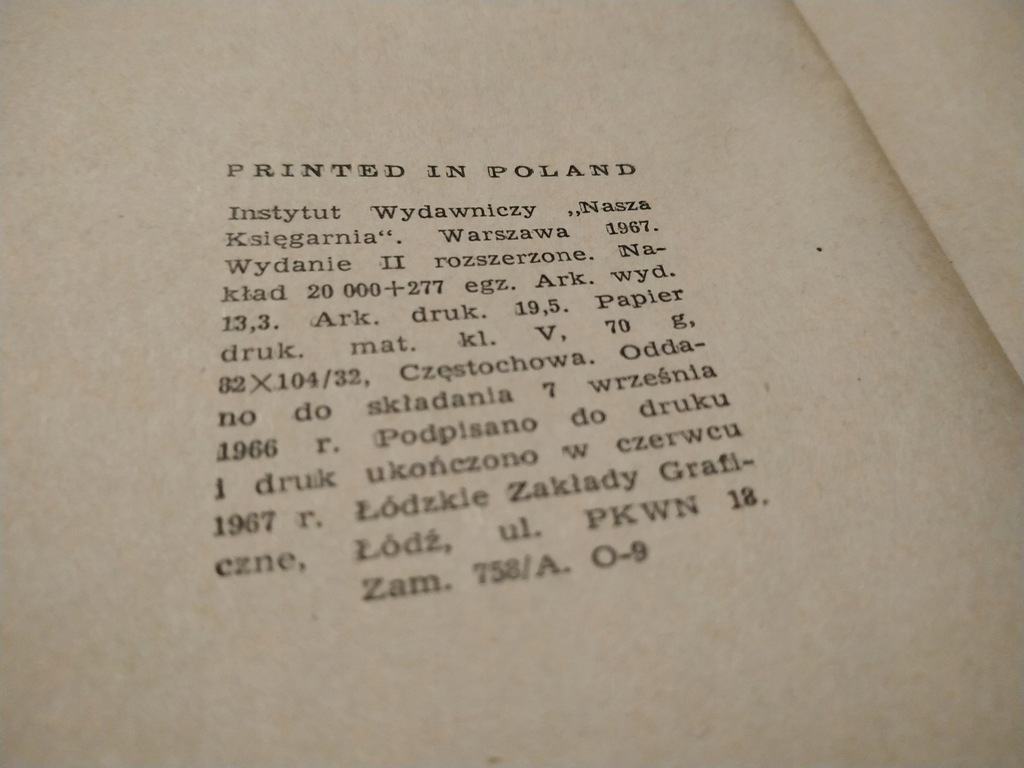 PRINTED IN POLAND
Instytut Wydawniczy „Nasza
Księgarnia“. Warszawa 1967.
Wydanie II rozszerzone. Na-
kład 20 000+277 egz. Ark. wyd.
13,3. Ark. druk. 19,5. Papier
druk. mat. kl. V, 70 g,
82×104/32, Częstochowa. Odda-
no do składania 7 września
1966 r. Podpisano do druku
i druk ukończono w czerwcu
1967 r. Łódzkie Zakłady Grafi-
czne, Łódź, ul. PKWN 18.
Zam. 758/A. O-9